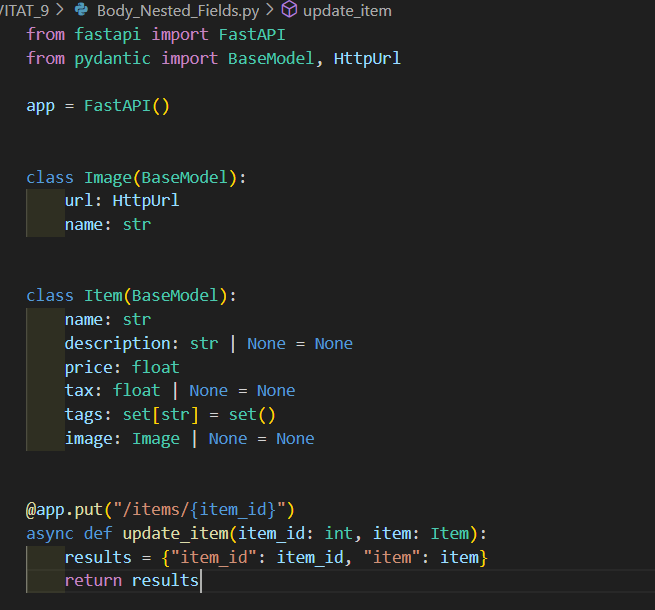 VITAT_9 > Body_Nested_Fields.py > update_item
from fastapi import FastAPI
from pydantic import BaseModel, HttpUrl

app = FastAPI()


class Image(BaseModel):
    url: HttpUrl
    name: str


class Item(BaseModel):
    name: str
    description: str | None = None
    price: float
    tax: float | None = None
    tags: set[str] = set()
    image: Image | None = None


@app.put("/items/{item_id}")
async def update_item(item_id: int, item: Item):
    results = {"item_id": item_id, "item": item}
    return results